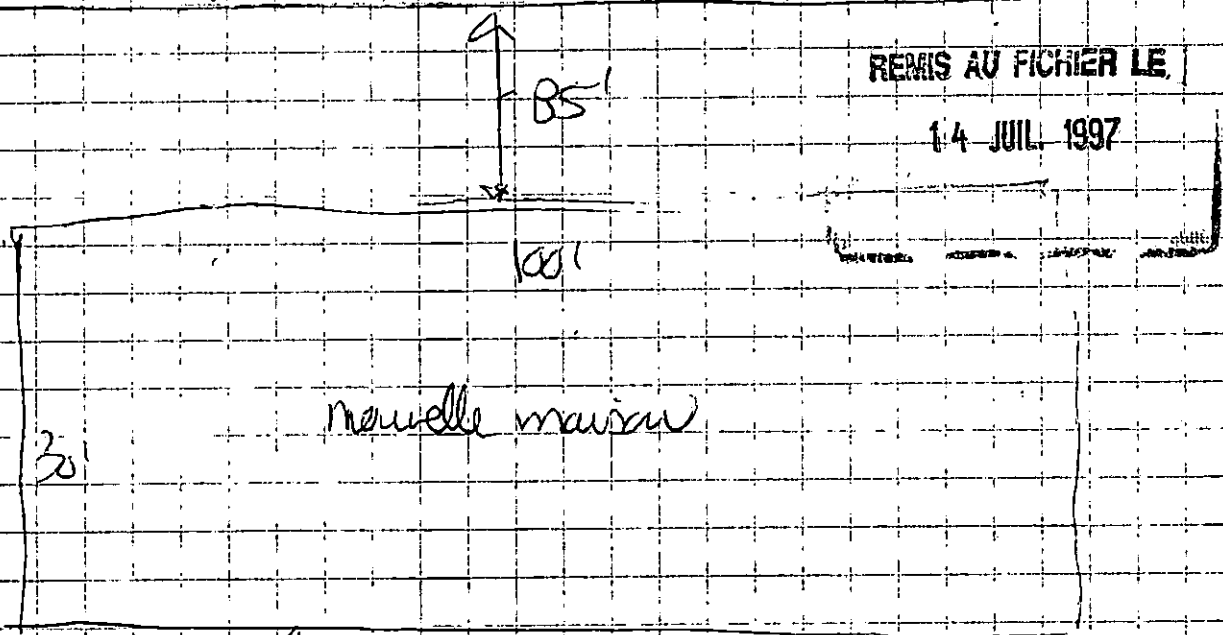 REMIS AU FICHIER LE
14 JUIL. 1997
85'
100'
nouvelle maison
30'